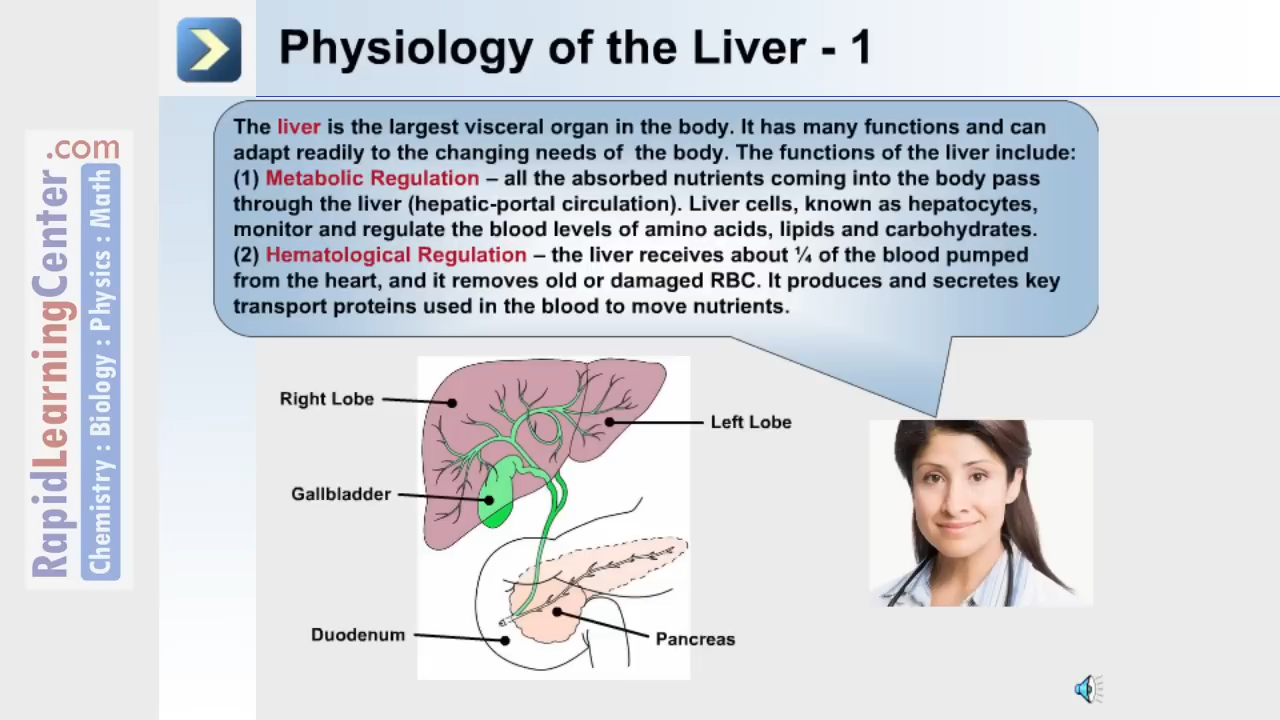 Physiology of the Liver - 1
The liver is the largest visceral organ in the body. It has many functions and can
adapt readily to the changing needs of  the body. The functions of the liver include:
(1) Metabolic Regulation – all the absorbed nutrients coming into the body pass
through the liver (hepatic-portal circulation). Liver cells, known as hepatocytes,
monitor and regulate the blood levels of amino acids, lipids and carbohydrates.
(2) Hematological Regulation – the liver receives about ¼ of the blood pumped
from the heart, and it removes old or damaged RBC. It produces and secretes key
transport proteins used in the blood to move nutrients.
Right Lobe
Left Lobe
Gallbladder
Duodenum
Pancreas
RapidLearningCenter.com
Chemistry : Biology : Physics : Math